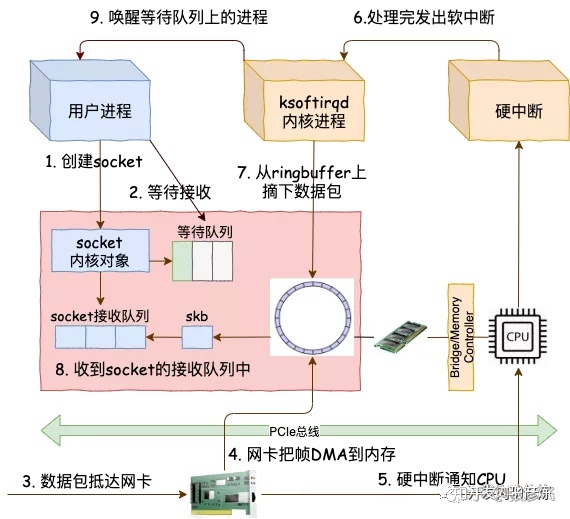 9. 唤醒等待队列上的进程
6.处理完发出软中断
用户进程
ksoftirqd
内核进程
硬中断
1. 创建socket
2. 等待接收
7. 从ringbuffer上
摘下数据包
等待队列
socket
内核对象
socket接收队列
skb
8. 收到socket的接收队列中
Bridge/Memory
Controller
CPU
PCIe总线
4. 网卡把帧DMA到内存
3. 数据包抵达网卡
5. 硬中断通知CPU